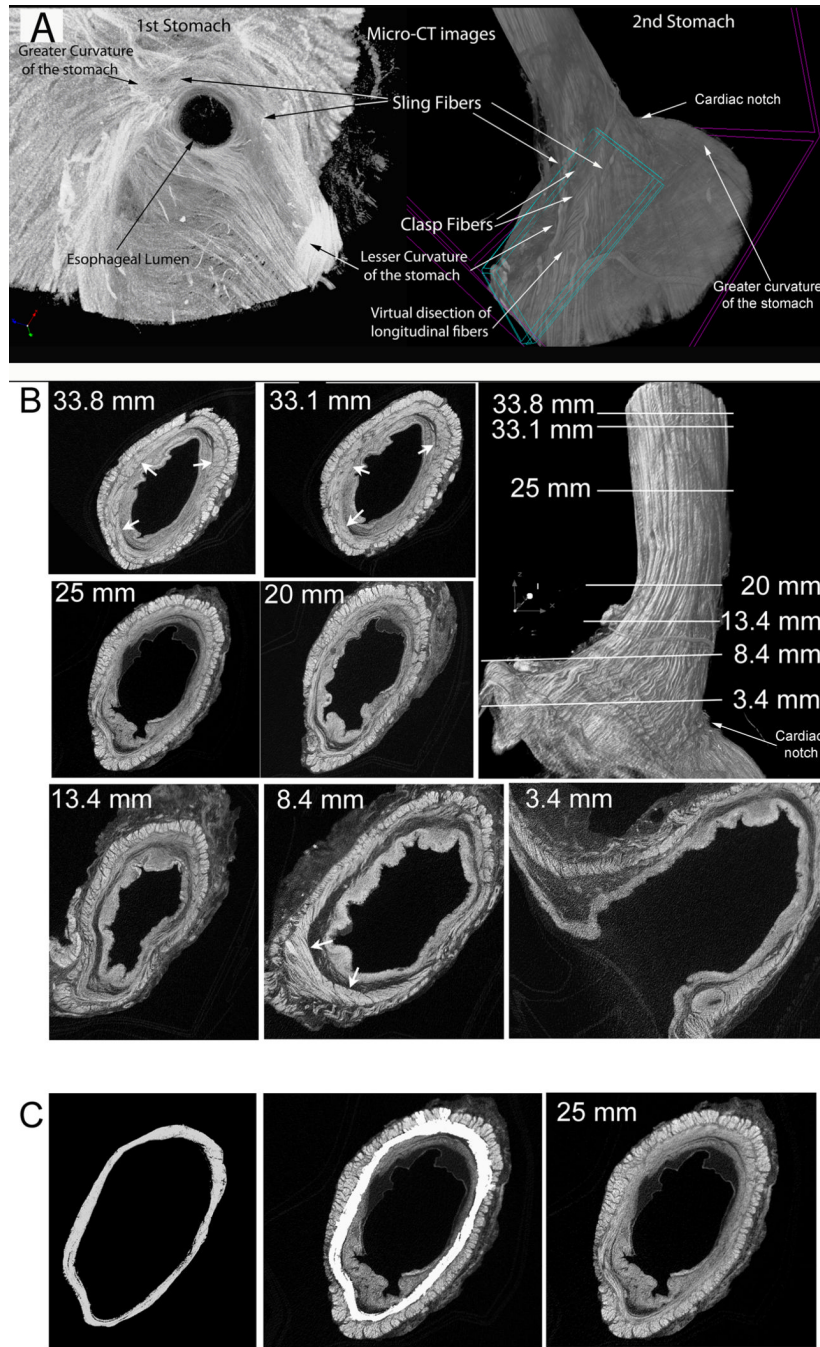 A
1st Stomach
Greater Curvature
of the stomach
Micro-CT images
2nd Stomach
Sling Fibers
Cardiac notch
Clasp Fibers
Esophageal Lumen
Lesser Curvature
of the stomach
Greater curvature
of the stomach
Virtual disection of
longitudinal fibers
B
33.8 mm
33.1 mm
33.8 mm
33.1 mm
25 mm
20 mm
13.4 mm
8.4 mm
3.4 mm
Cardiac
notch
25 mm
20 mm
13.4 mm
8.4 mm
3.4 mm
C
25 mm